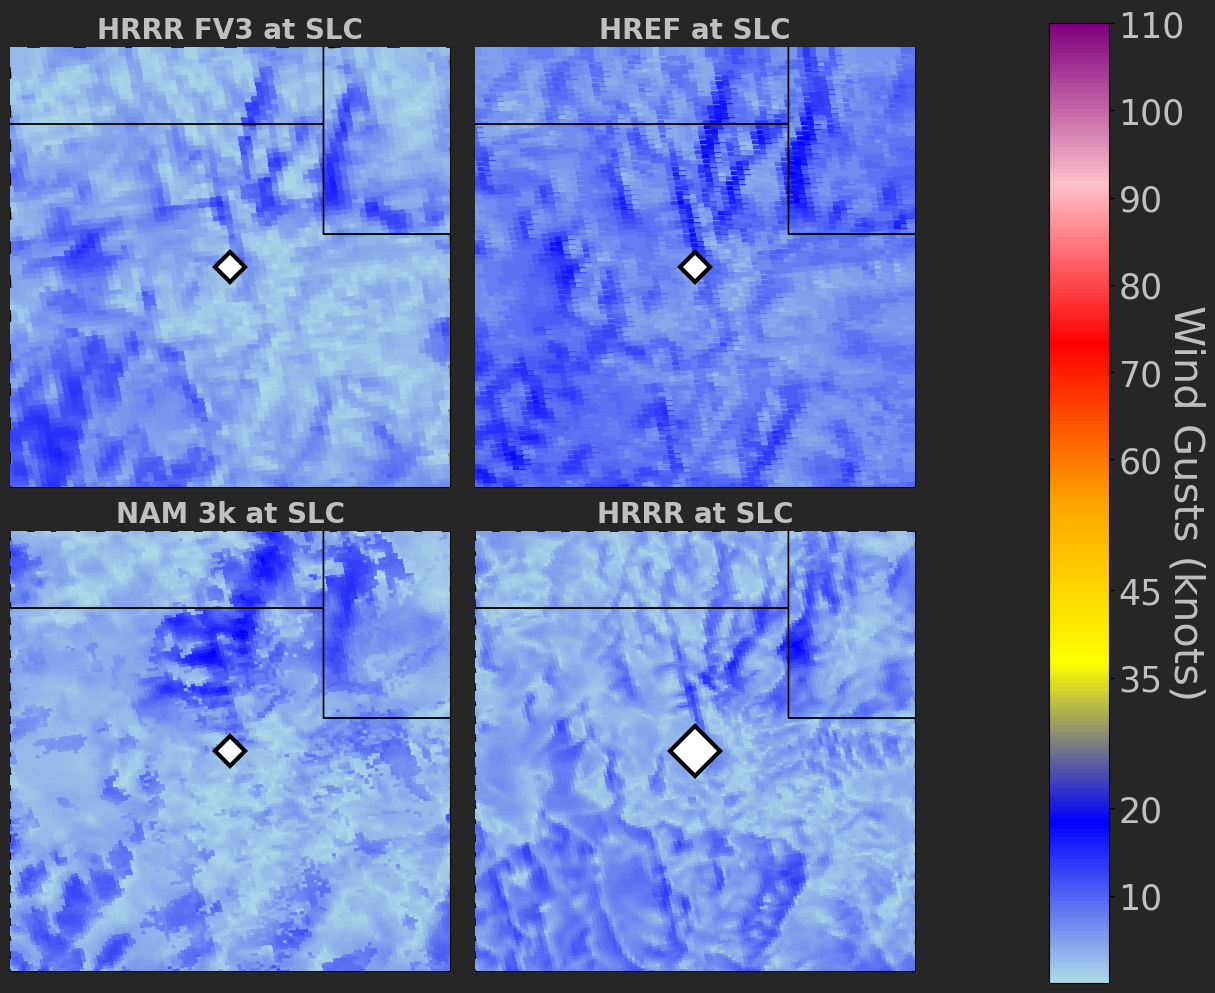 HRRR FV3 at SLC
HREF at SLC
NAM 3k at SLC
HRRR at SLC
110
100
90
80
70
60
45
35
20
10
Wind Gusts (knots)